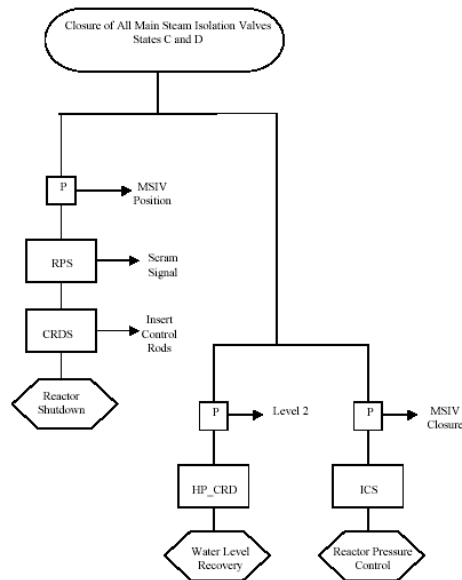 Closure of All Main Steam Isolation Valves
States C and D
P
MSIV
Position
RPS
Scram
Signal
CRDS
Insert
Control
Rods
Reactor
Shutdown
P
Level 2
P
MSIV
Closure
HP_CRD
ICS
Water Level
Recovery
Reactor Pressure
Control